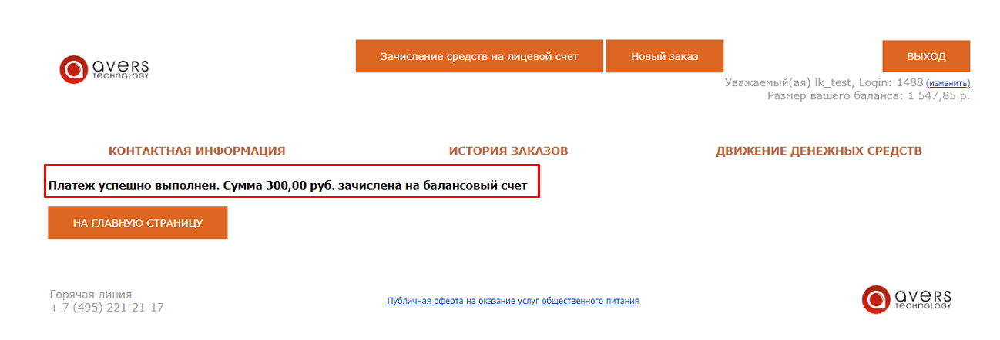 avers
TECHNOLOGY
Зачисление средств на лицевой счет
Новый заказ
ВЫХОД
Уважаемый(ая) lk_test, Login: 1488 (изменить)
Размер вашего баланса: 1 547,85 р.
КОНТАКТНАЯ ИНФОРМАЦИЯ
ИСТОРИЯ ЗАКАЗОВ
ДВИЖЕНИЕ ДЕНЕЖНЫХ СРЕДСТВ
Платеж успешно выполнен. Сумма 300,00 руб. зачислена на балансовый счет
НА ГЛАВНУЮ СТРАНИЦУ
Горячая линия
+ 7 (495) 221-21-17
Публичная оферта на оказание услуг общественного питания
avers
TECHNOLOGY